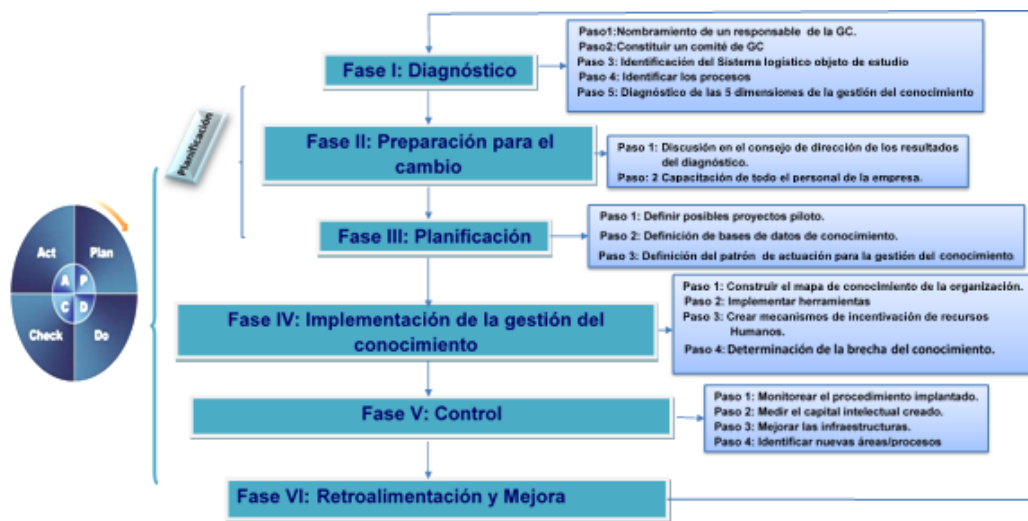 Paso1:Nombramiento de un responsable de la GC.
Paso2:Constituir un comité de GC
Paso 3: Identificación del Sistema logístico objeto de estudio
Paso 4: Identificar los procesos
Paso 5: Diagnóstico de las 5 dimensiones de la gestión del conocimiento
Fase I: Diagnóstico
Planificación
Fase II: Preparación para el
cambio
Paso 1: Discusión en el consejo de dirección de los resultados
del diagnóstico.
Paso: 2 Capacitación de todo el personal de la empresa.
Fase III: Planificación
Paso 1: Definir posibles proyectos piloto.
Paso 2: Definición de bases de datos de conocimiento.
Paso 3: Definición del patrón de actuación para la gestión del conocimiento
Act
Plan
A P
C D
Check
Do
Fase IV: Implementación de la gestión del
conocimiento
Paso 1: Construir el mapa de conocimiento de la organización.
Paso 2: Implementar herramientas
Paso 3: Crear mecanismos de incentivación de recursos
Humanos.
Paso 4: Determinación de la brecha del conocimiento.
Fase V: Control
Paso 1: Monitorear el procedimiento implantado.
Paso 2: Medir el capital intelectual creado.
Paso 3: Mejorar las infraestructuras.
Paso 4: Identificar nuevas áreas/procesos
Fase VI: Retroalimentación y Mejora